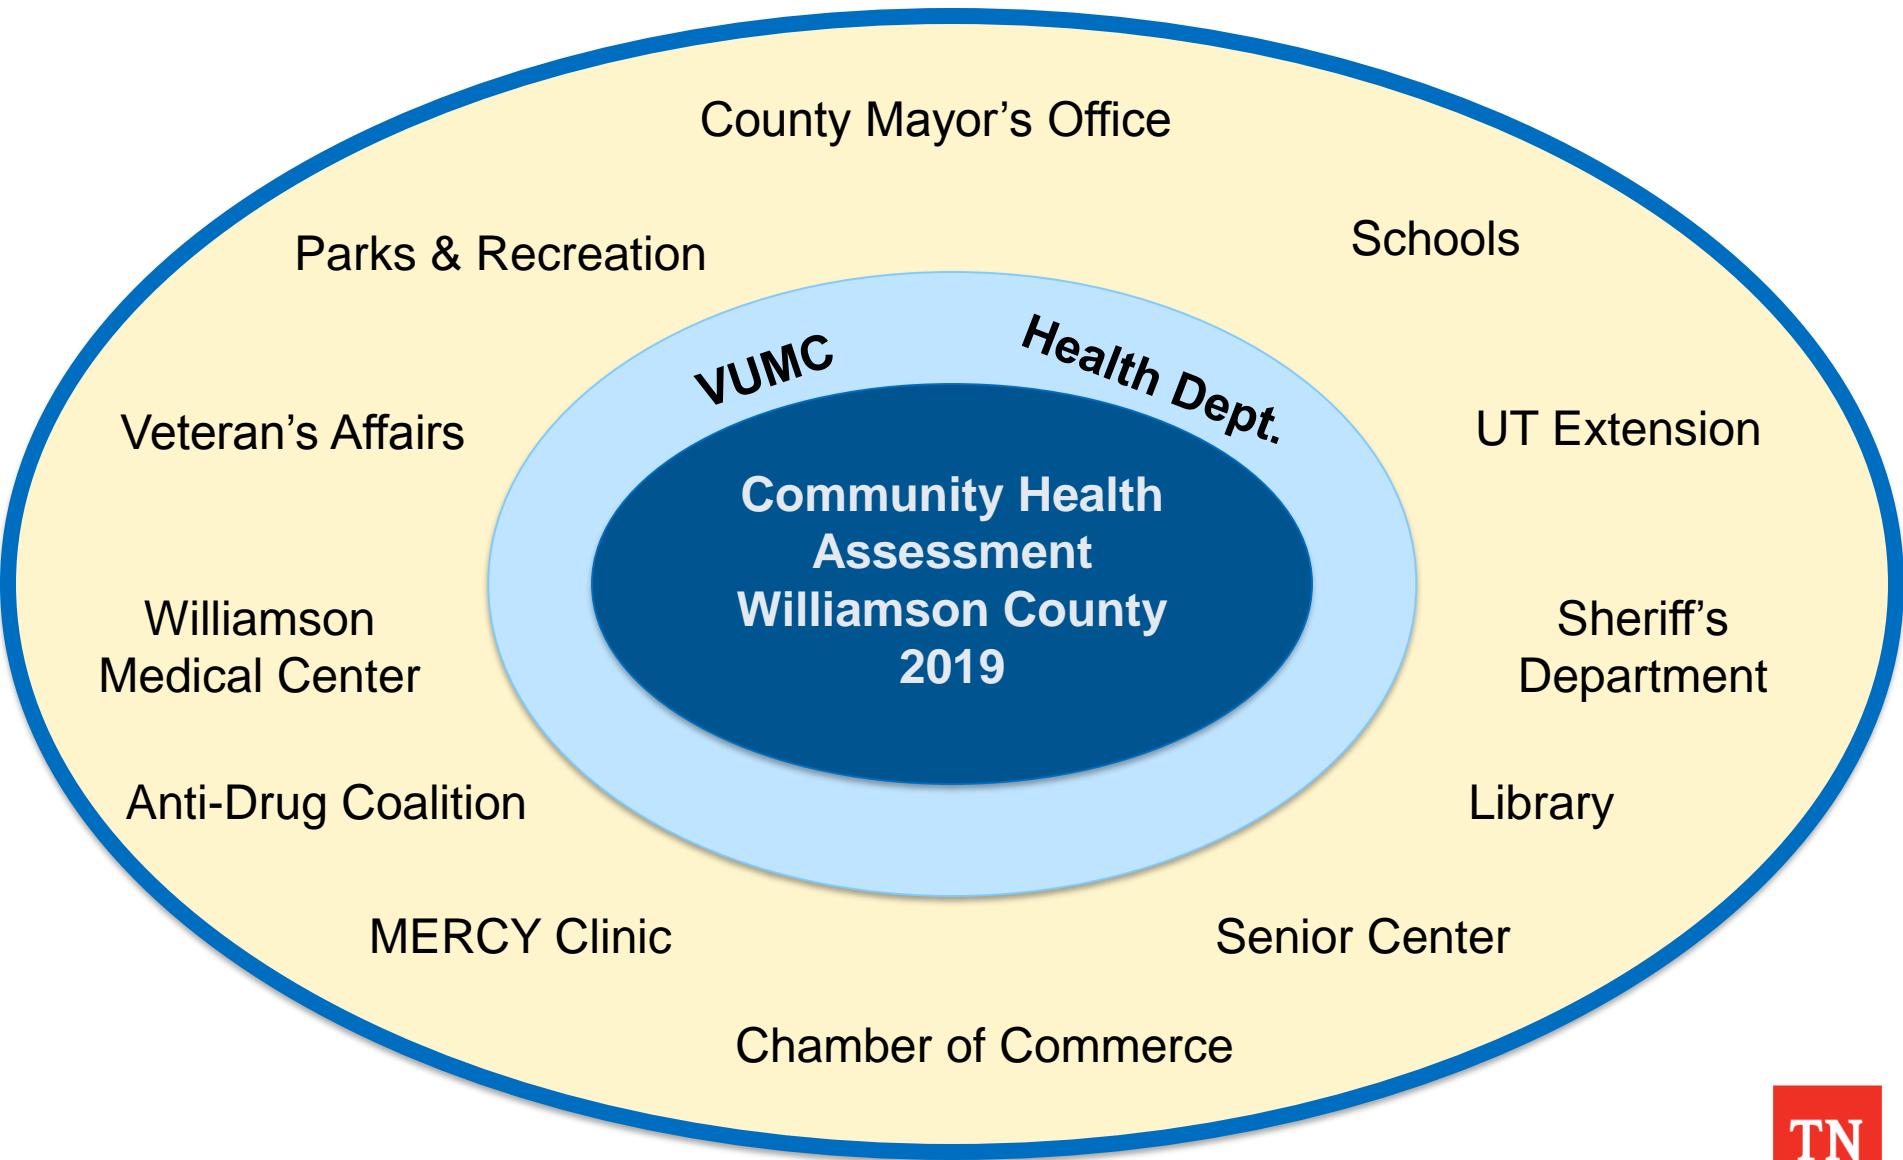 County Mayor’s Office
Parks & Recreation
Schools
VUMC
Health Dept.
Veteran’s Affairs
UT Extension
Community Health
Assessment
Williamson County
2019
Williamson
Medical Center
Sheriff’s
Department
Anti-Drug Coalition
Library
MERCY Clinic
Senior Center
Chamber of Commerce
TN